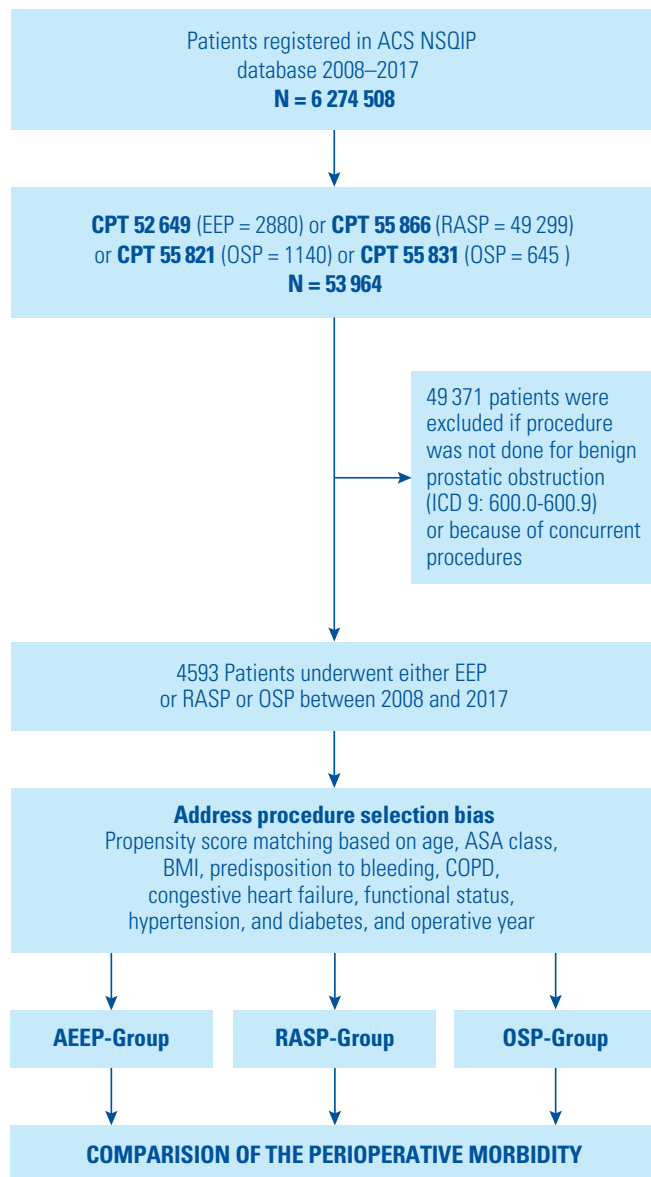 Patients registered in ACS NSQIP
database 2008–2017
N = 6 274 508
CPT 52 649 (EEP = 2880) or CPT 55 866 (RASP = 49 299)
or CPT 55 821 (OSP = 1140) or CPT 55 831 (OSP = 645 )
N = 53 964
49 371 patients were
excluded if procedure
was not done for benign
prostatic obstruction
(ICD 9: 600.0-600.9)
or because of concurrent
procedures
4593 Patients underwent either EEP
or RASP or OSP between 2008 and 2017
Address procedure selection bias
Propensity score matching based on age, ASA class,
BMI, predisposition to bleeding, COPD,
congestive heart failure, functional status,
hypertension, and diabetes, and operative year
AEEP-Group
RASP-Group
OSP-Group
COMPARISION OF THE PERIOPERATIVE MORBIDITY